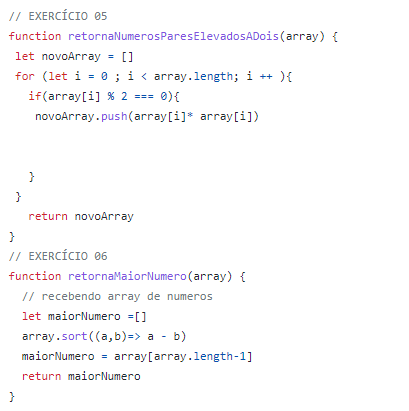 // EXERCÍCIO 05
function retornaNumerosParesElevadosADois(array) {
 let novoArray = []
 for (let i = 0 ; i < array.length; i ++ ){
   if(array[i] % 2 === 0){
    novoArray.push(array[i]* array[i])
   }
 }
   return novoArray
}
// EXERCÍCIO 06
function retornaMaiorNumero(array) {
  // recebendo array de numeros
  let maiorNumero =[]
  array.sort((a,b)=> a - b)
  maiorNumero = array[array.length-1]
  return maiorNumero
}